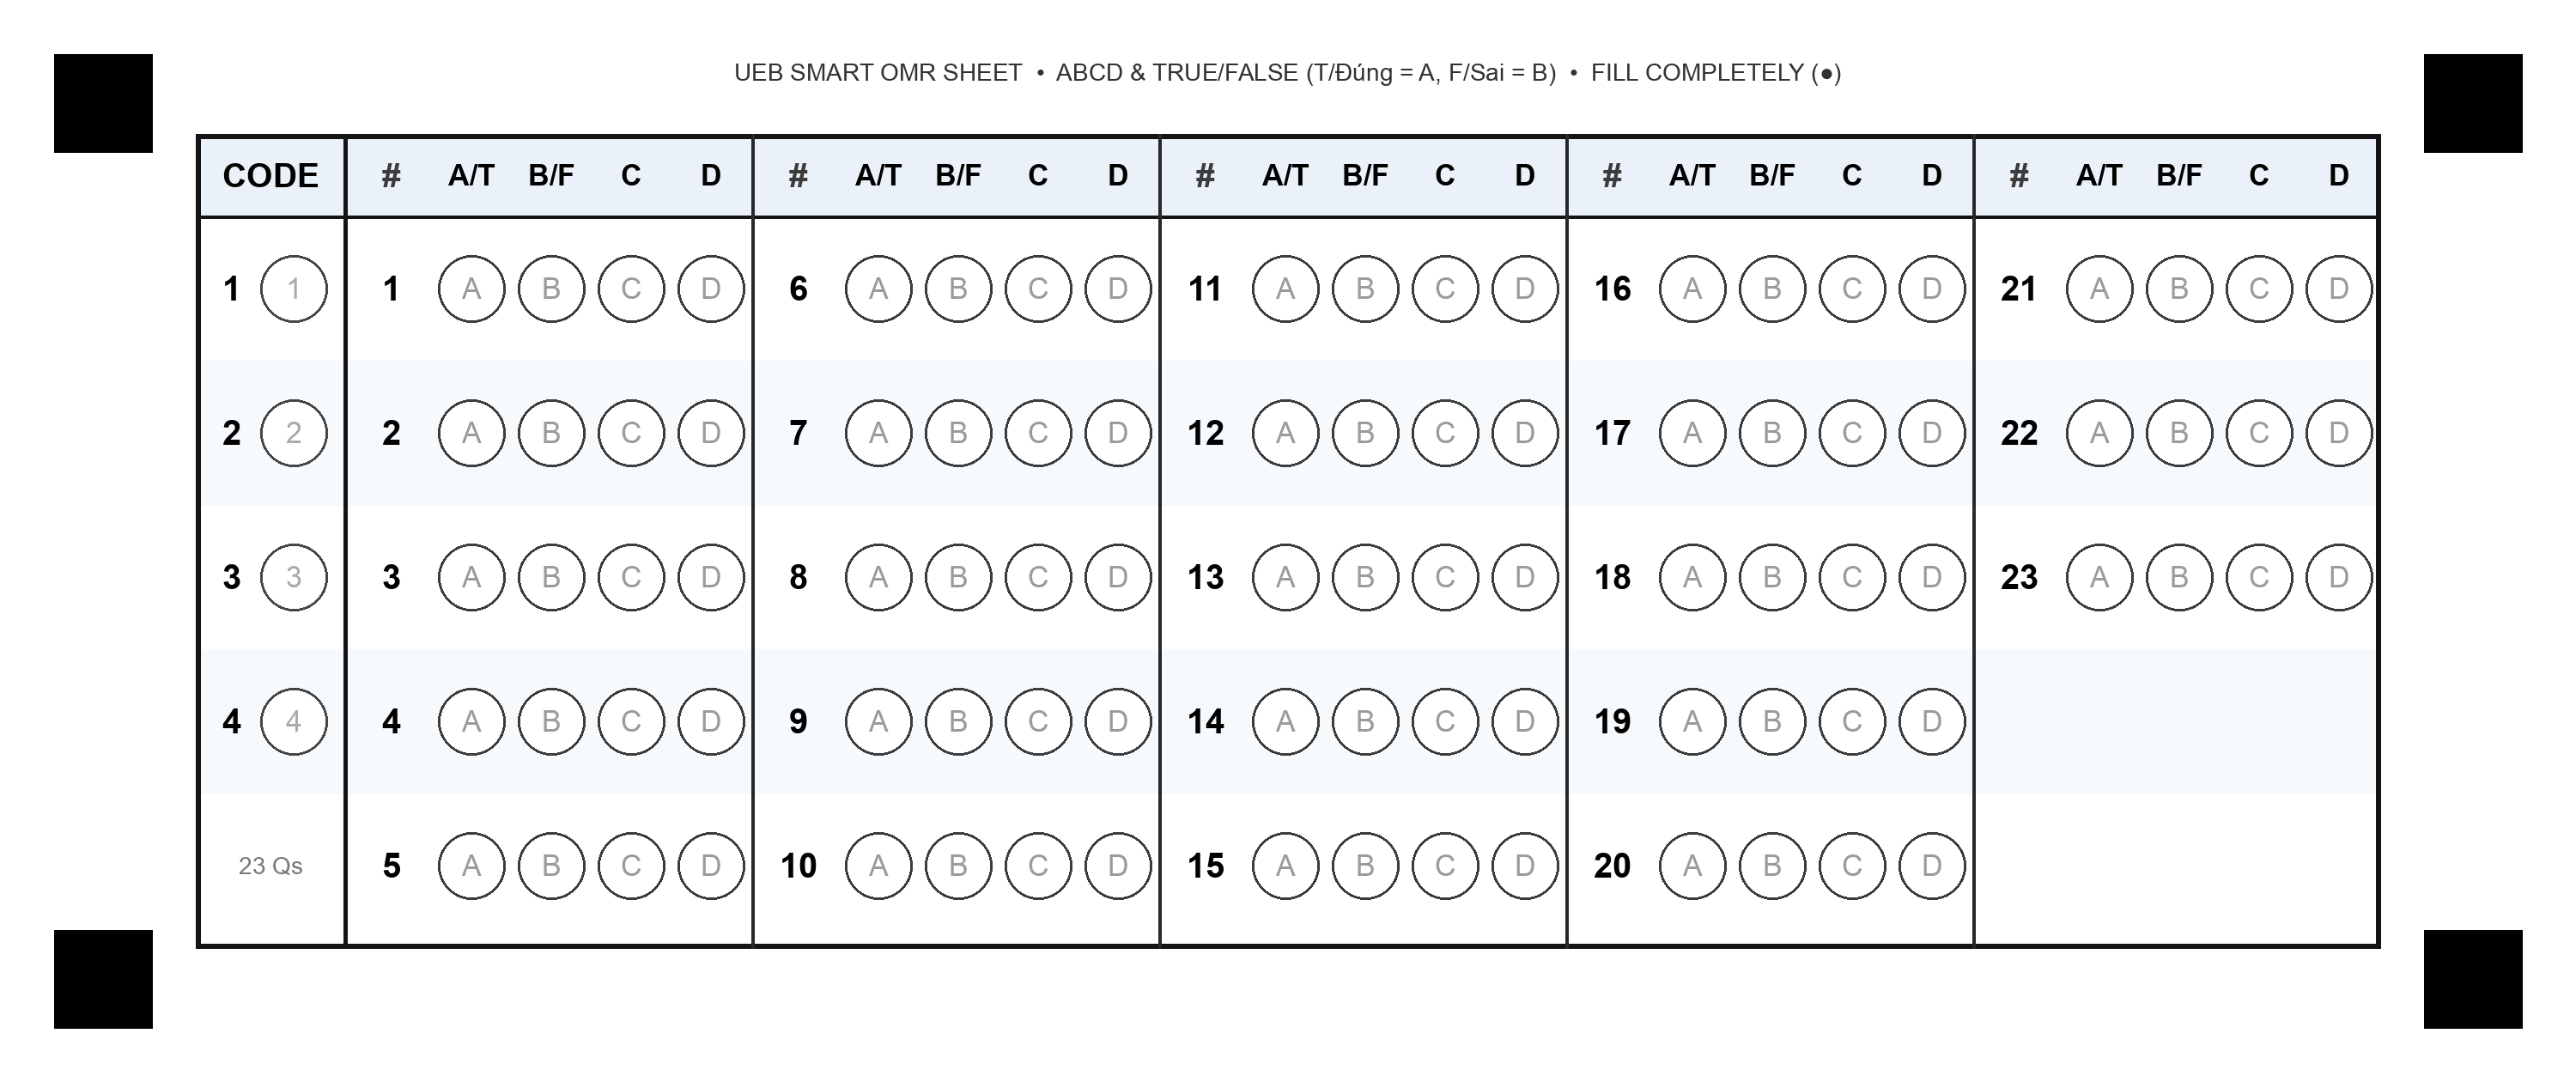 UEB SMART OMR SHEET • ABCD & TRUE/FALSE (T/Đúng = A, F/Sai = B) • FILL COMPLETELY (●)
CODE # A/T B/F C D # A/T B/F C D # A/T B/F C D # A/T B/F C D # A/T B/F C D
1 1 1 A B C D 6 A B C D 11 A B C D 16 A B C D 21 A B C D
2 2 2 A B C D 7 A B C D 12 A B C D 17 A B C D 22 A B C D
3 3 3 A B C D 8 A B C D 13 A B C D 18 A B C D 23 A B C D
4 4 4 A B C D 9 A B C D 14 A B C D 19 A B C D
23 Qs 5 A B C D 10 A B C D 15 A B C D 20 A B C D